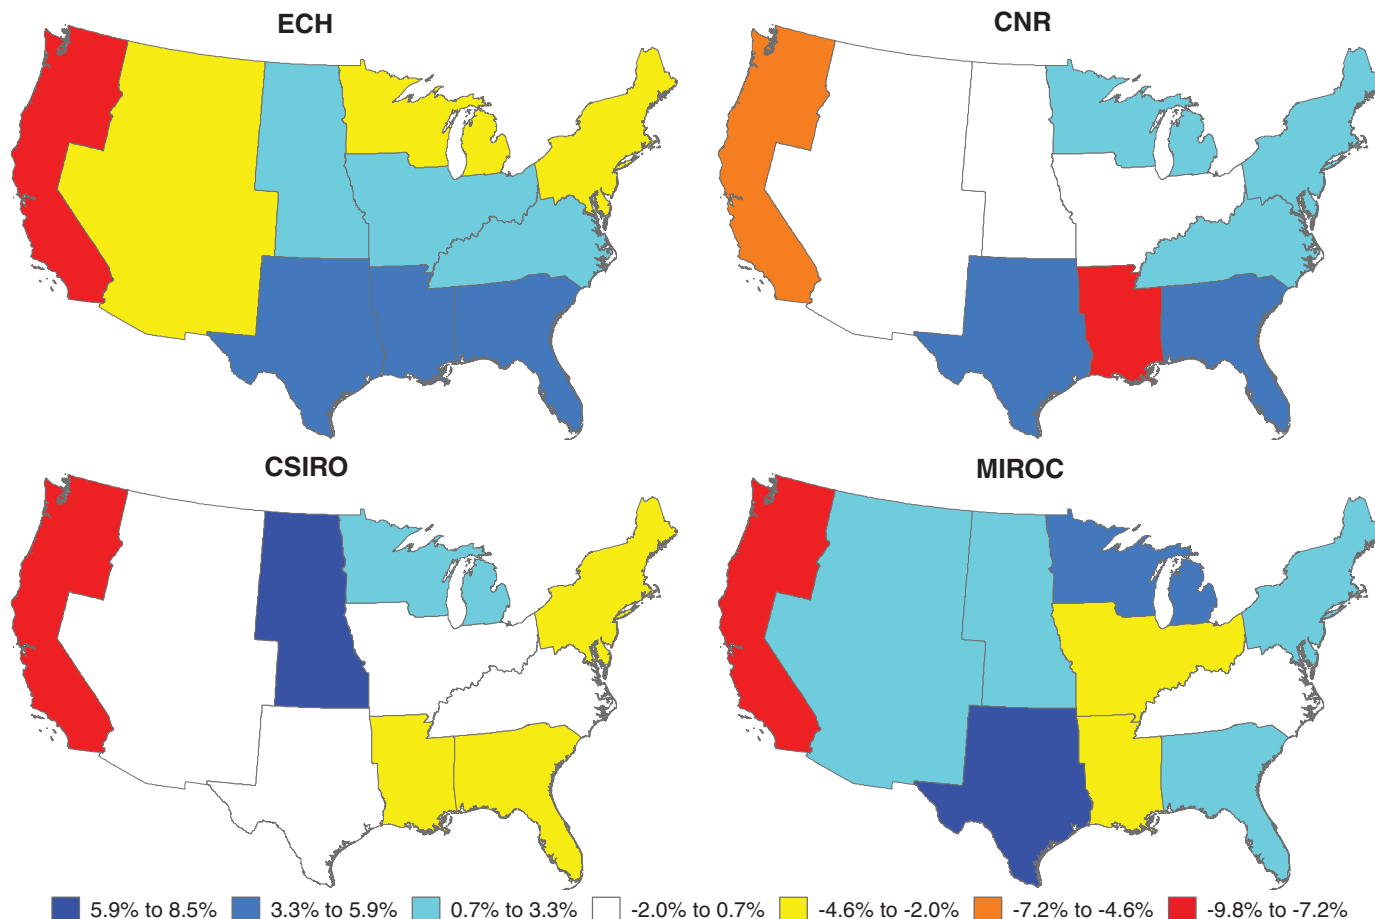 ECH
CNR
CSIRO
MIROC
5.9% to 8.5% 3.3% to 5.9% 0.7% to 3.3% -2.0% to 0.7% -4.6% to -2.0% -7.2% to -4.6% -9.8% to -7.2%